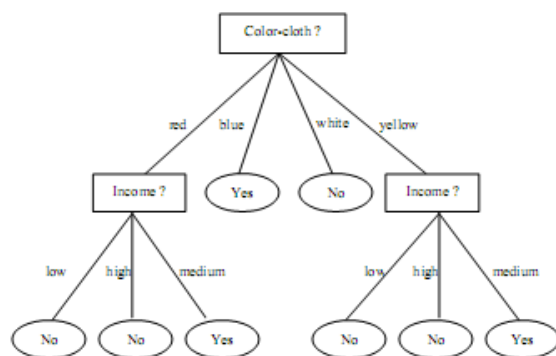 Color-cloth ?
red blue white yellow
Income ? Yes No Income ?
low high medium low high medium
No No Yes No No Yes